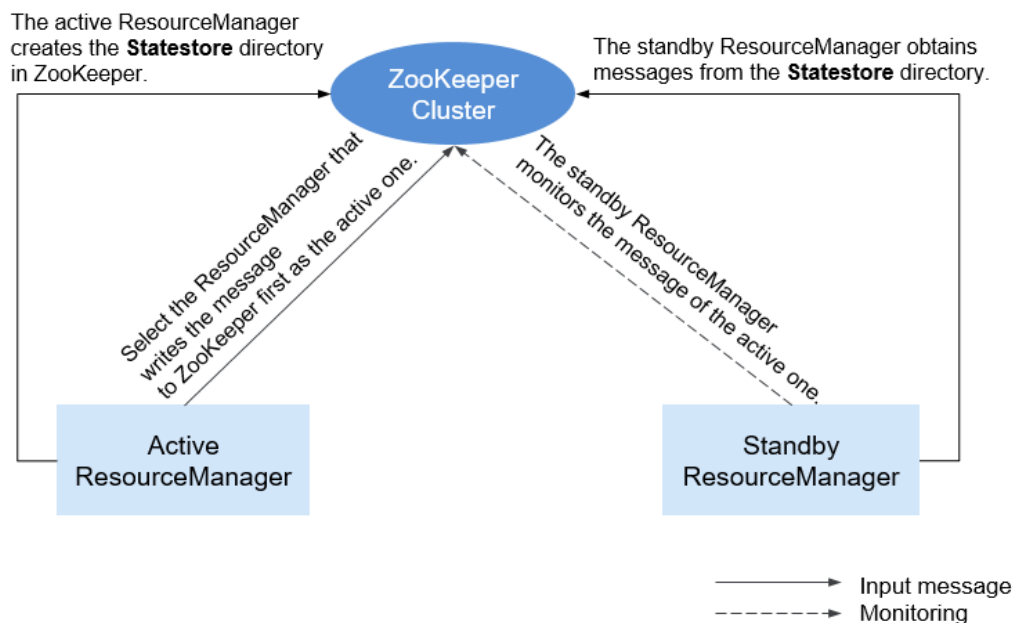 The active ResourceManager
creates the Statestore directory
in ZooKeeper.
The standby ResourceManager obtains
messages from the Statestore directory.
ZooKeeper
Cluster
Select the ResourceManager that
writes the message
to ZooKeeper first as the active one.
The standby ResourceManager
monitors the message of the active one.
Active
ResourceManager
Standby
ResourceManager
Input message
Monitoring